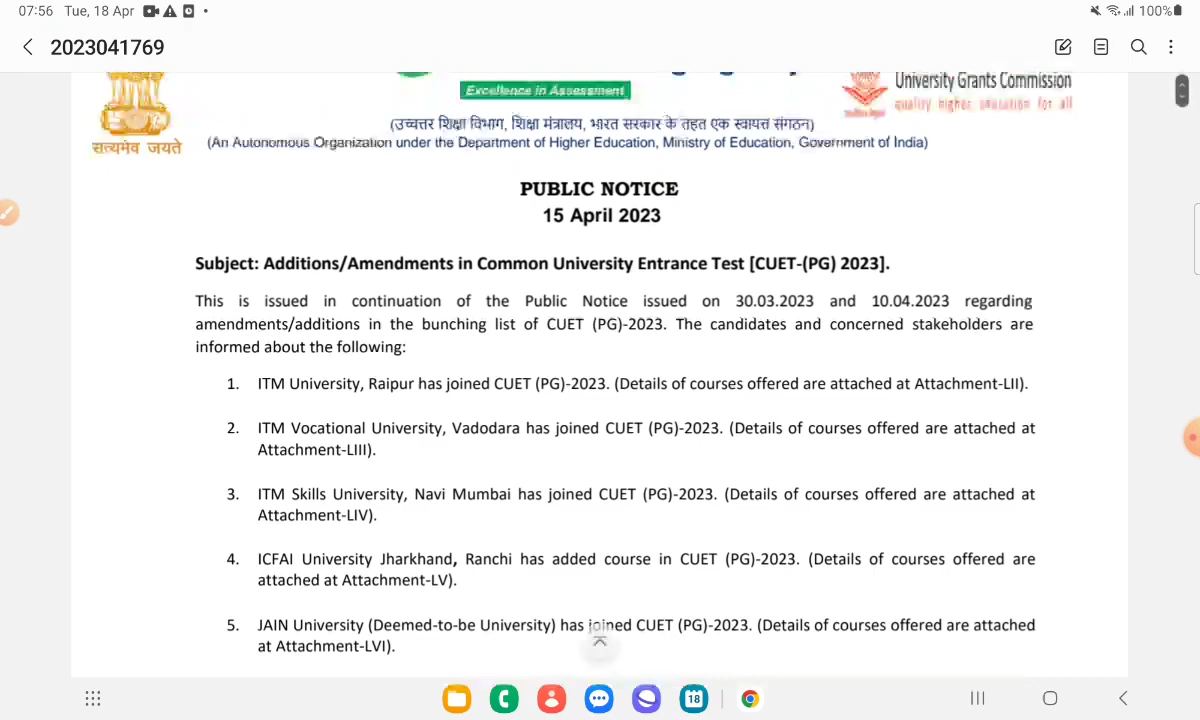 07:56 Tue, 18 Apr 100%
2023041769
Excellence in Assessment
University Grants Commission
quality higher education for all
(उच्चत्तर शिक्षा विभाग, शिक्षा मंत्रालय, भारत सरकार के तहत एक स्वायत्त संगठन)
सत्यमेव जयते
(An Autonomous Organization under the Department of Higher Education, Ministry of Education, Government of India)
PUBLIC NOTICE
15 April 2023
Subject: Additions/Amendments in Common University Entrance Test [CUET-(PG) 2023].
This is issued in continuation of the Public Notice issued on 30.03.2023 and 10.04.2023 regarding
amendments/additions in the bunching list of CUET (PG)-2023. The candidates and concerned stakeholders are
informed about the following:
1. ITM University, Raipur has joined CUET (PG)-2023. (Details of courses offered are attached at Attachment-LII).
2. ITM Vocational University, Vadodara has joined CUET (PG)-2023. (Details of courses offered are attached at
Attachment-LIII).
3. ITM Skills University, Navi Mumbai has joined CUET (PG)-2023. (Details of courses offered are attached at
Attachment-LIV).
4. ICFAI University Jharkhand, Ranchi has added course in CUET (PG)-2023. (Details of courses offered are
attached at Attachment-LV).
5. JAIN University (Deemed-to-be University) has joined CUET (PG)-2023. (Details of courses offered are attached
at Attachment-LVI).
18